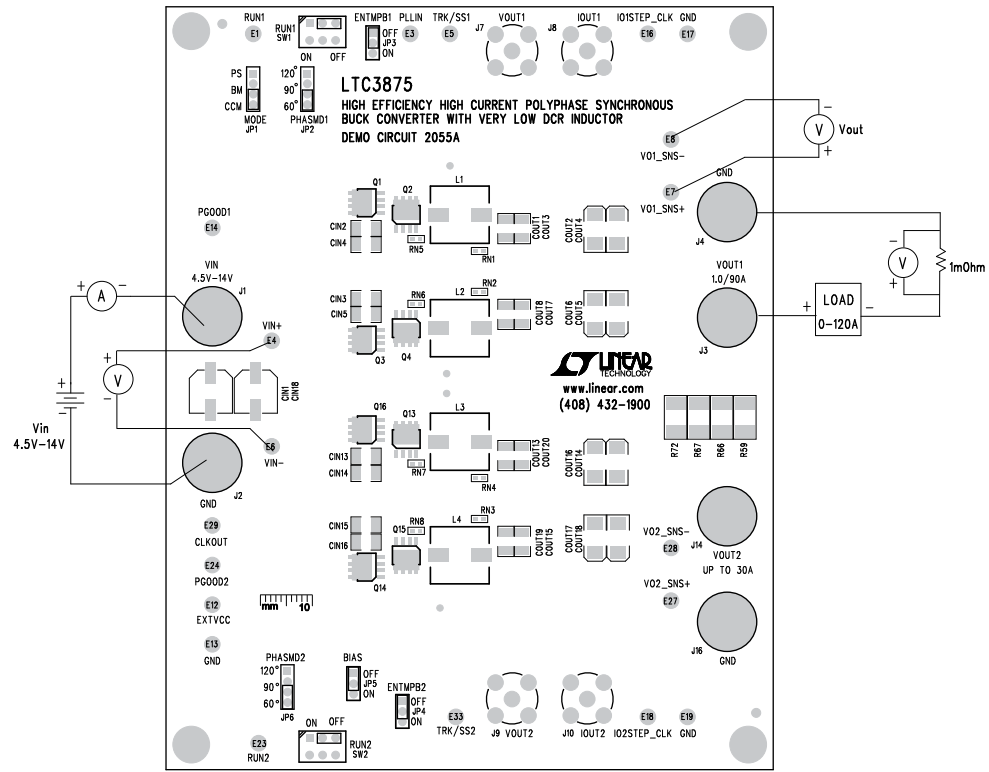 RUN1
E1
RUN1
SW1
ON OFF
ENTMPB1
OFF
JP3
ON
PLLIN
E3
TRK/SS1
E5
J7
VOUT1
J8
IOUT1
IO1STEP_CLK
E16
GND
E17
PS
BM
CCM
MODE
JP1
120°
90°
60°
PHASMD1
JP2
LTC3875
HIGH EFFICIENCY HIGH CURRENT POLYPHASE SYNCHRONOUS
BUCK CONVERTER WITH VERY LOW DCR INDUCTOR
DEMO CIRCUIT 2055A
E8
VO1_SNS-
E7
VO1_SNS+
-
V
+
Vout
GND
J4
PGOOD1
E14
Q1
Q2
L1
CIN2
CIN4
RN5
RN1
COUT1
COUT3
COUT2
COUT4
-
V
+
1mOhm
VIN
4.5V-14V
J1
+ A -
VIN+
E4
CIN3
CIN5
RN6
L2
RN2
Q3
Q4
COUT8
COUT7
COUT6
COUT5
VOUT1
1.0/90A
J3
+
LOAD
0-120A
-
+
V
-
CIN1
CIN18
LINEAR
TECHNOLOGY
www.linear.com
(408) 432-1900
+
-
Vin
4.5V-14V
E6
VIN-
J2
GND
Q16
Q13
L3
CIN13
CIN14
RN7
RN4
COUT13
COUT20
COUT16
COUT14
R72
R67
R66
R59
E29
CLKOUT
E24
PGOOD2
E12
EXTVCC
E13
GND
CIN15
CIN16
Q15
RN8
L4
RN3
Q14
COUT19
COUT15
COUT17
COUT18
VO2_SNS-
E28
J14
VOUT2
UP TO 30A
VO2_SNS+
E27
J16
GND
mm 10
PHASMD2
120°
90°
60°
JP6
BIAS
OFF
JP5
ON
ENTMPB2
OFF
JP4
ON
E33
TRK/SS2
J9 VOUT2
J10 IOUT2
E18
IO2STEP_CLK
E19
GND
E23
RUN2
ON OFF
RUN2
SW2